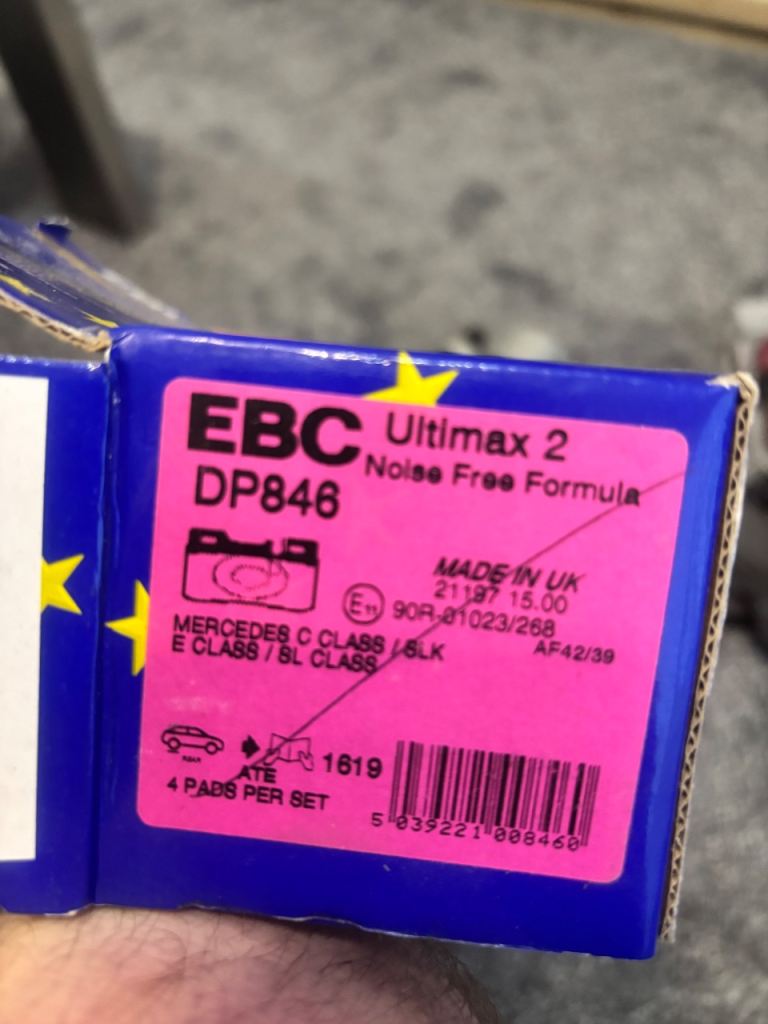 EBC Ultimax 2
Noise Free Formula
DP846
MADE IN UK
21197 15.00
E11 90R-01023/268
AF42/39
MERCEDES C CLASS / SLK
E CLASS / SL CLASS
REAR
ATE
1619
4 PADS PER SET
5 039221 008460